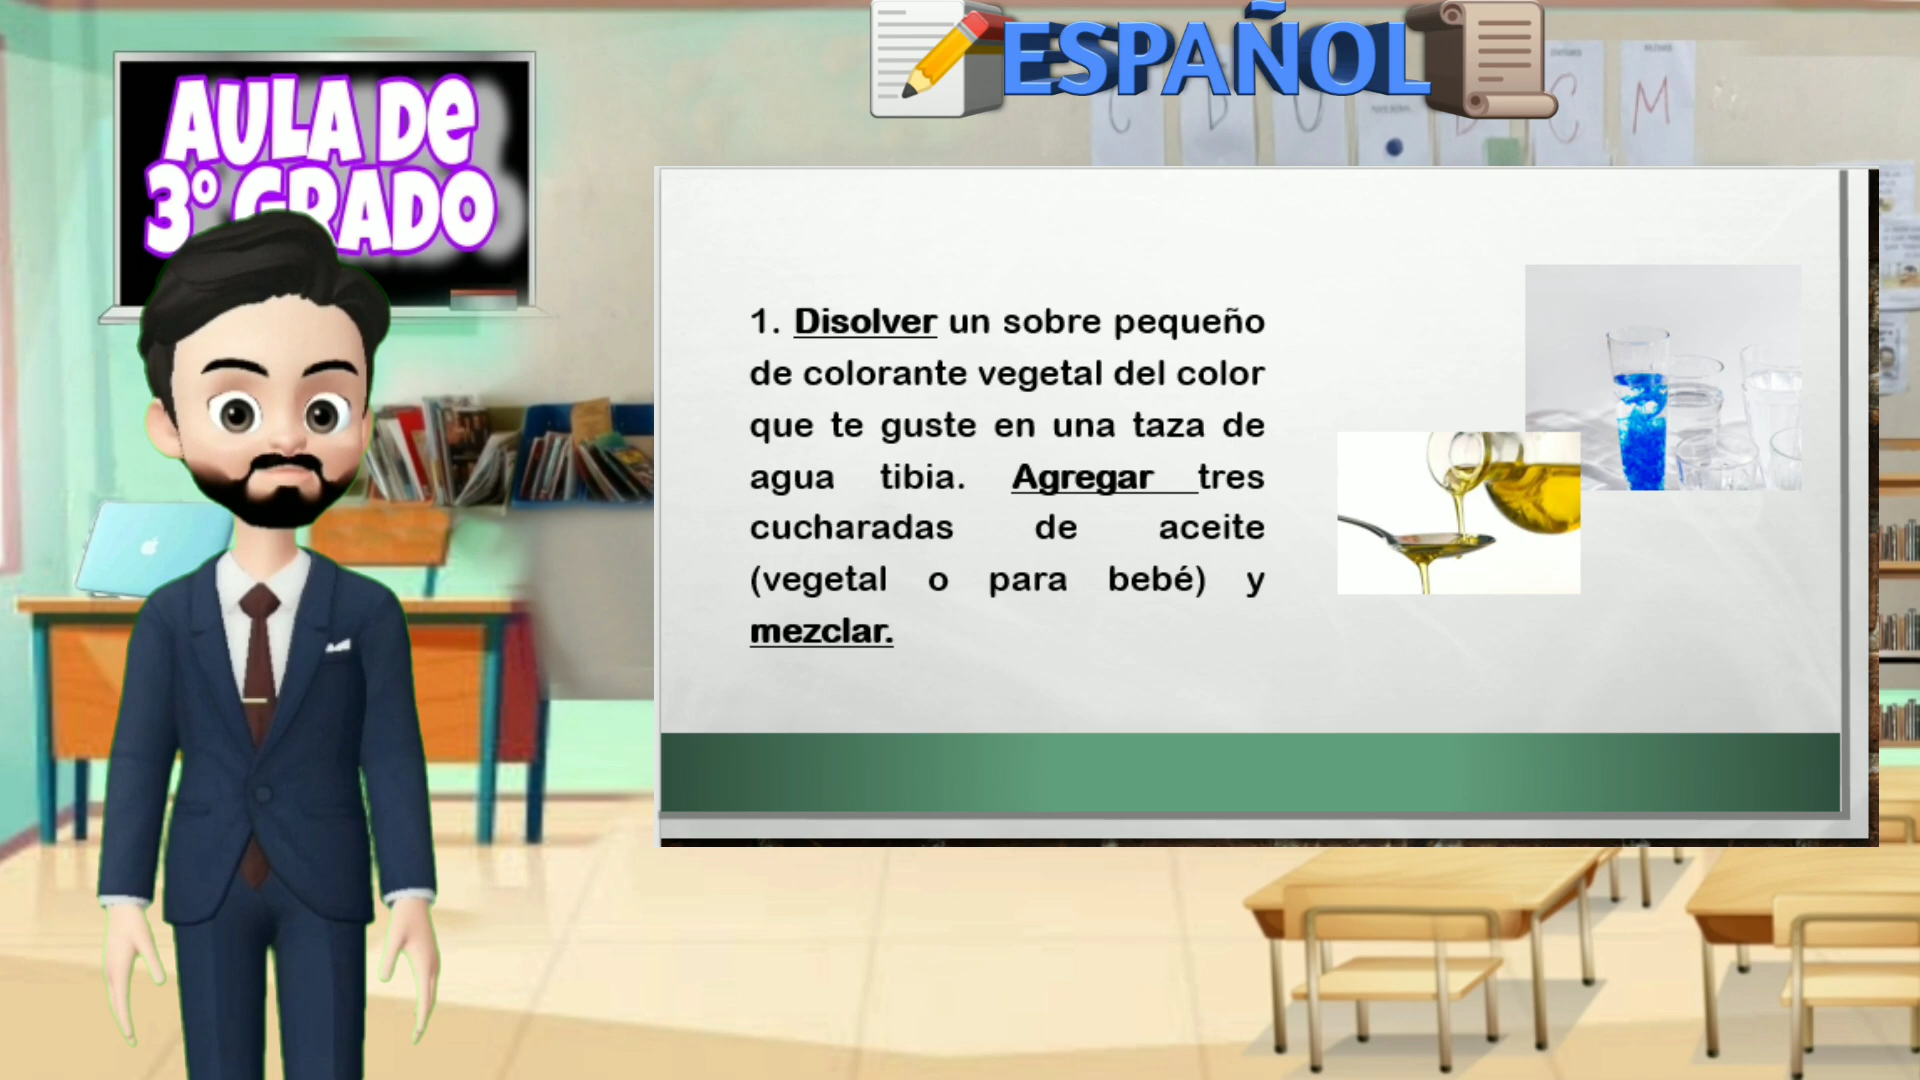 ESPAÑOL
AULA DE
3º GRADO
1. Disolver un sobre pequeño
de colorante vegetal del color
que te guste en una taza de
agua tibia. Agregar tres
cucharadas de aceite
(vegetal o para bebé) y
mezclar.
C
D
U
D
C
M